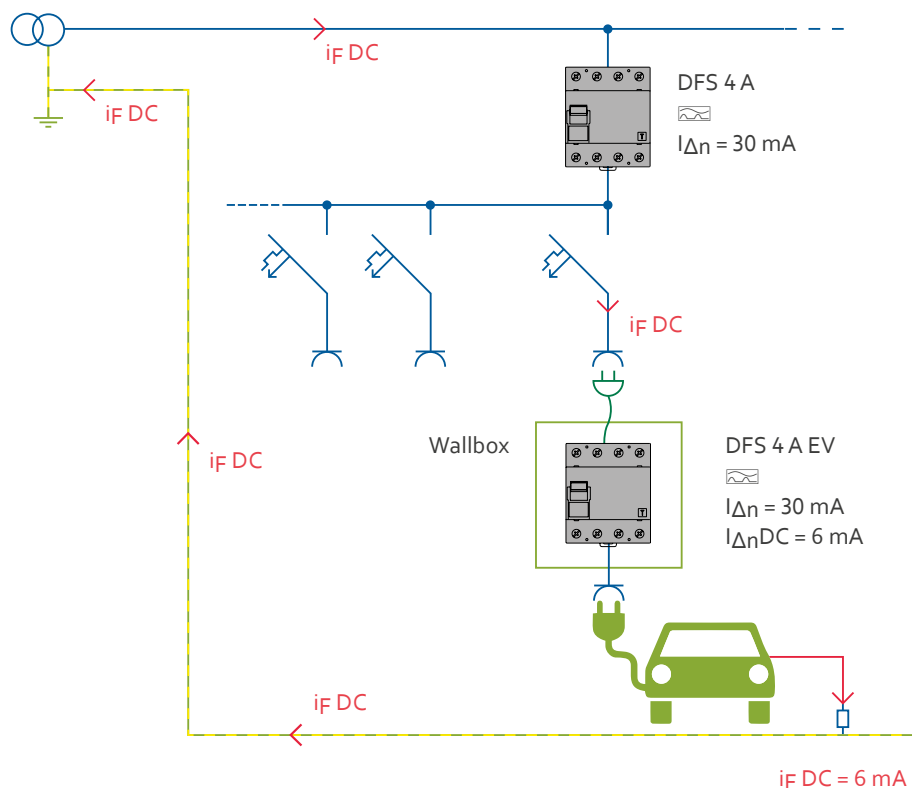 iF DC
iF DC
DFS 4 A
IΔn = 30 mA
T
iF DC
iF DC
Wallbox
DFS 4 A EV
IΔn = 30 mA
IΔnDC = 6 mA
T
iF DC
iF DC = 6 mA